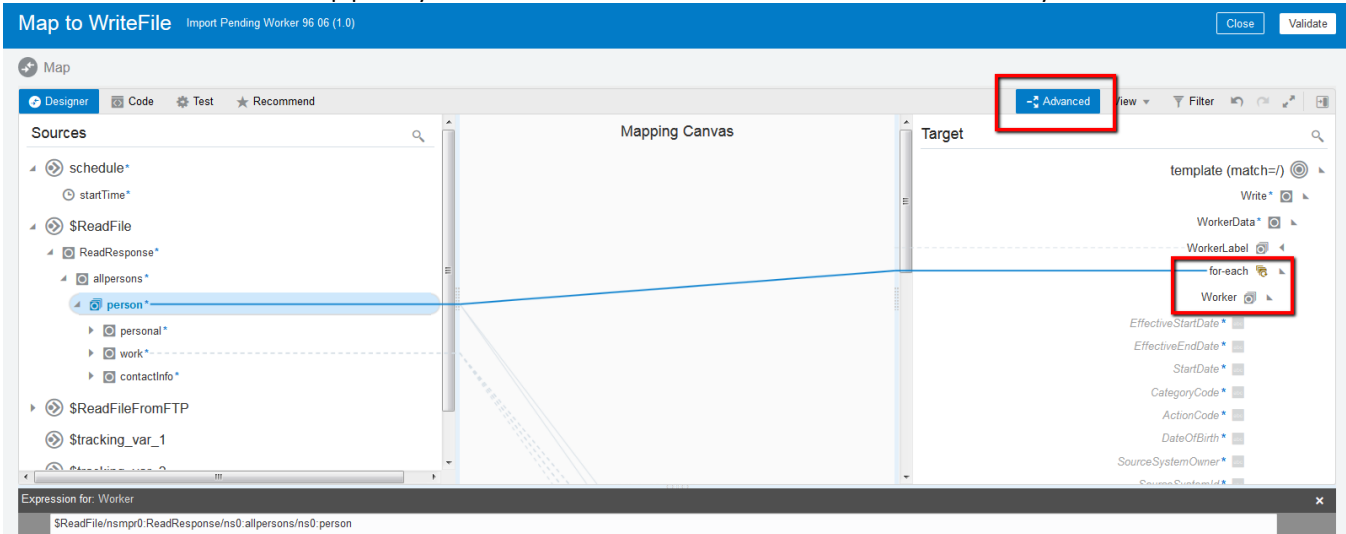 Map to WriteFile Import Pending Worker 96 06 (1.0) Close Validate
Map
Designer Code Test Recommend Advanced View Filter
Sources Mapping Canvas Target
schedule* template (match=/)
startTime* Write*
$ReadFile WorkerData*
ReadResponse* WorkerLabel
allpersons* for-each
person* Worker
personal* EffectiveStartDate*
work* EffectiveEndDate*
contactInfo* StartDate*
CategoryCode*
$ReadFileFromFTP ActionCode*
$tracking_var_1 DateOfBirth*
SourceSystemOwner*
Expression for: Worker
$ReadFile/nsmpr0:ReadResponse/ns0:allpersons/ns0:person